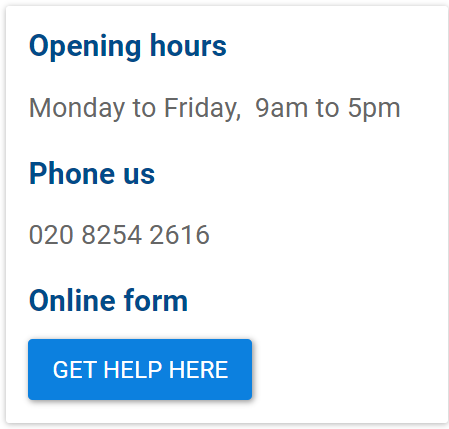 Opening hours
Monday to Friday,  9am to 5pm
Phone us
020 8254 2616
Online form
GET HELP HERE